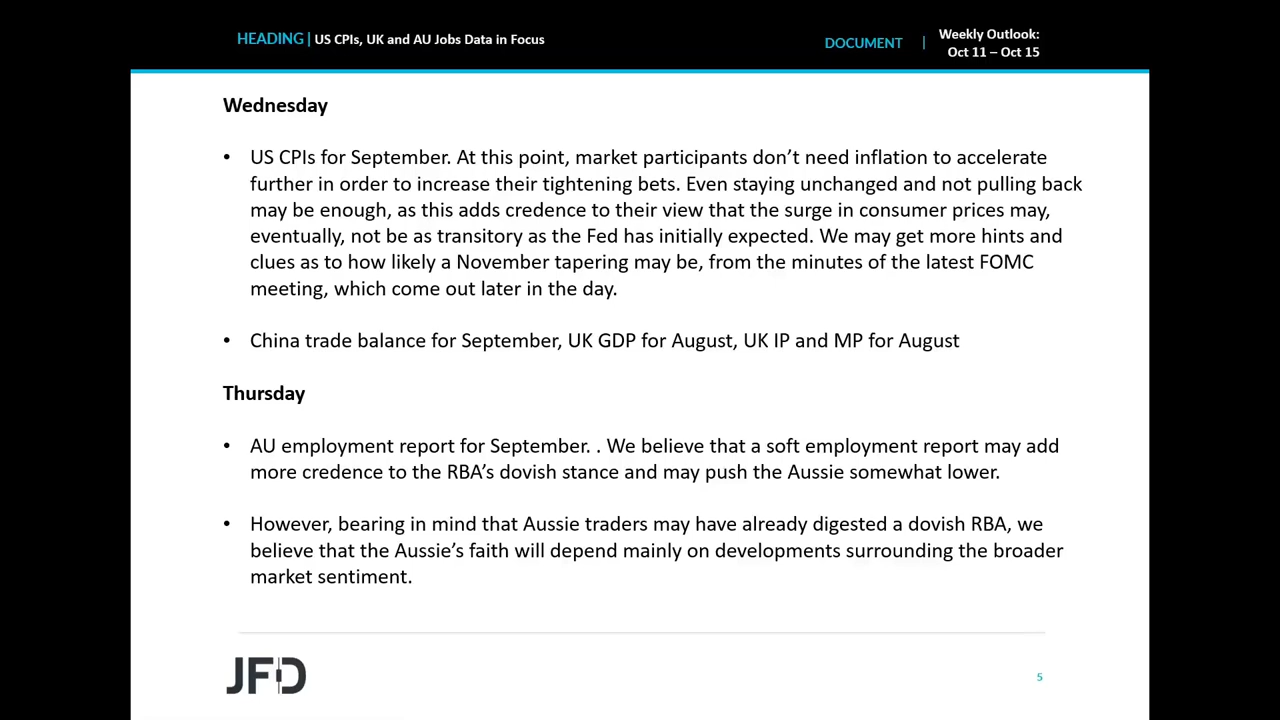 HEADING | US CPIs, UK and AU Jobs Data in Focus
DOCUMENT | Weekly Outlook:
Oct 11 – Oct 15
Wednesday
• US CPIs for September. At this point, market participants don’t need inflation to accelerate
further in order to increase their tightening bets. Even staying unchanged and not pulling back
may be enough, as this adds credence to their view that the surge in consumer prices may,
eventually, not be as transitory as the Fed has initially expected. We may get more hints and
clues as to how likely a November tapering may be, from the minutes of the latest FOMC
meeting, which come out later in the day.
• China trade balance for September, UK GDP for August, UK IP and MP for August
Thursday
• AU employment report for September. . We believe that a soft employment report may add
more credence to the RBA’s dovish stance and may push the Aussie somewhat lower.
• However, bearing in mind that Aussie traders may have already digested a dovish RBA, we
believe that the Aussie’s faith will depend mainly on developments surrounding the broader
market sentiment.
JFD
5